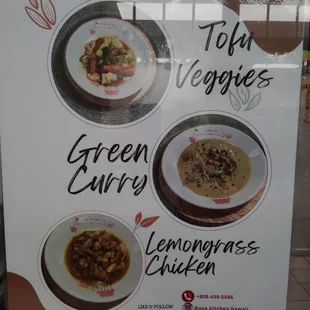 Tofu
Veggies
Green
Curry
Lemongrass
Chicken
LIKE & FOLLOW